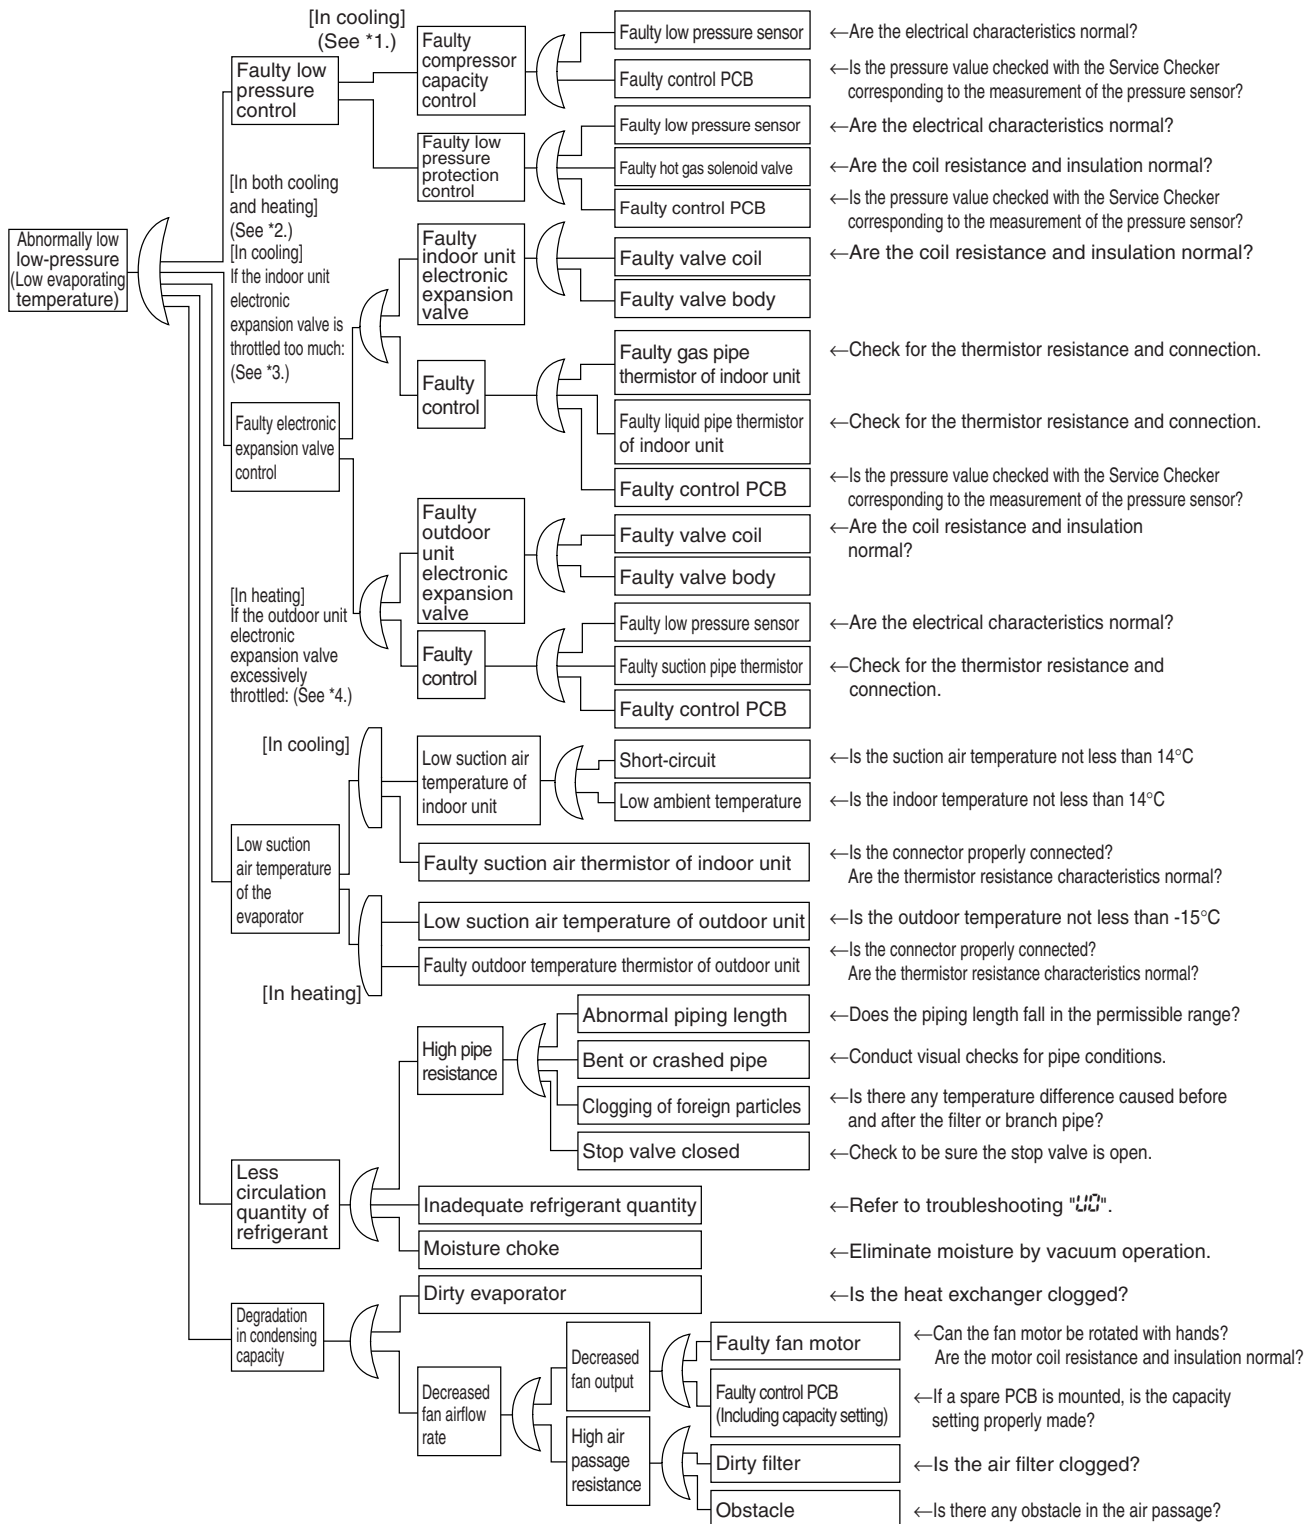 [In cooling]
(See *1.)
Faulty low
pressure
control
Faulty
compressor
capacity
control
Faulty low pressure sensor
←Are the electrical characteristics normal?
Faulty control PCB
←Is the pressure value checked with the Service Checker
corresponding to the measurement of the pressure sensor?
Faulty low
pressure
protection
control
Faulty low pressure sensor
←Are the electrical characteristics normal?
Faulty hot gas solenoid valve
←Are the coil resistance and insulation normal?
Faulty control PCB
←Is the pressure value checked with the Service Checker
corresponding to the measurement of the pressure sensor?
[In both cooling
and heating]
(See *2.)
[In cooling]
If the indoor unit
electronic
expansion valve is
throttled too much:
(See *3.)
Abnormally low
low-pressure
(Low evaporating
temperature)
Faulty
indoor unit
electronic
expansion
valve
Faulty valve coil
←Are the coil resistance and insulation normal?
Faulty valve body
Faulty
control
Faulty gas pipe
thermistor of indoor unit
←Check for the thermistor resistance and connection.
Faulty liquid pipe thermistor
of indoor unit
←Check for the thermistor resistance and connection.
Faulty control PCB
←Is the pressure value checked with the Service Checker
corresponding to the measurement of the pressure sensor?
Faulty electronic
expansion valve
control
Faulty
outdoor
unit
electronic
expansion
valve
Faulty valve coil
←Are the coil resistance and insulation
normal?
Faulty valve body
[In heating]
If the outdoor unit
electronic
expansion valve
excessively
throttled: (See *4.)
Faulty
control
Faulty low pressure sensor
←Are the electrical characteristics normal?
Faulty suction pipe thermistor
←Check for the thermistor resistance and
connection.
Faulty control PCB
[In cooling]
Low suction air
temperature of
indoor unit
Short-circuit
←Is the suction air temperature not less than 14°C
Low ambient temperature
←Is the indoor temperature not less than 14°C
Low suction
air temperature
of the
evaporator
Faulty suction air thermistor of indoor unit
←Is the connector properly connected?
Are the thermistor resistance characteristics normal?
Low suction air temperature of outdoor unit
←Is the outdoor temperature not less than -15°C
Faulty outdoor temperature thermistor of outdoor unit
←Is the connector properly connected?
Are the thermistor resistance characteristics normal?
[In heating]
High pipe
resistance
Abnormal piping length
←Does the piping length fall in the permissible range?
Bent or crashed pipe
←Conduct visual checks for pipe conditions.
Clogging of foreign particles
←Is there any temperature difference caused before
and after the filter or branch pipe?
Stop valve closed
←Check to be sure the stop valve is open.
Less
circulation
quantity of
refrigerant
Inadequate refrigerant quantity
←Refer to troubleshooting "U0".
Moisture choke
←Eliminate moisture by vacuum operation.
Degradation
in condensing
capacity
Dirty evaporator
←Is the heat exchanger clogged?
Decreased
fan airflow
rate
Decreased
fan output
Faulty fan motor
←Can the fan motor be rotated with hands?
Are the motor coil resistance and insulation normal?
Faulty control PCB
(Including capacity setting)
←If a spare PCB is mounted, is the capacity
setting properly made?
High air
passage
resistance
Dirty filter
←Is the air filter clogged?
Obstacle
←Is there any obstacle in the air passage?